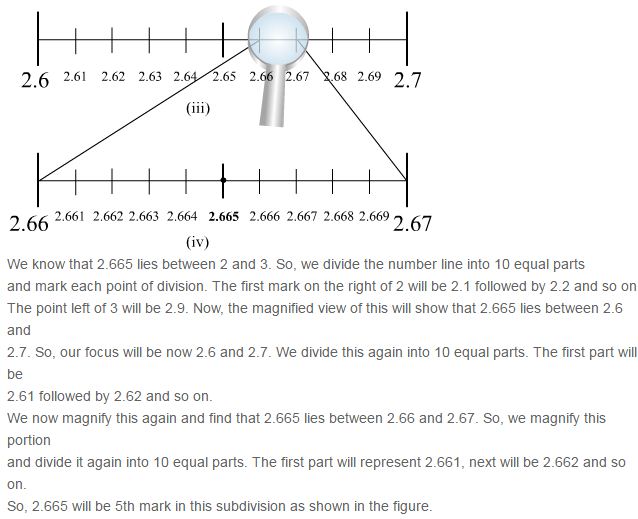 2.6 2.61 2.62 2.63 2.64 2.65 2.66 2.67 2.68 2.69 2.7
(iii)
2.66 2.661 2.662 2.663 2.664 2.665 2.666 2.667 2.668 2.669 2.67
(iv)
We know that 2.665 lies between 2 and 3. So, we divide the number line into 10 equal parts
and mark each point of division. The first mark on the right of 2 will be 2.1 followed by 2.2 and so on
The point left of 3 will be 2.9. Now, the magnified view of this will show that 2.665 lies between 2.6
and
2.7. So, our focus will be now 2.6 and 2.7. We divide this again into 10 equal parts. The first part will
be
2.61 followed by 2.62 and so on.
We now magnify this again and find that 2.665 lies between 2.66 and 2.67. So, we magnify this
portion
and divide it again into 10 equal parts. The first part will represent 2.661, next will be 2.662 and so
on.
So, 2.665 will be 5th mark in this subdivision as shown in the figure.